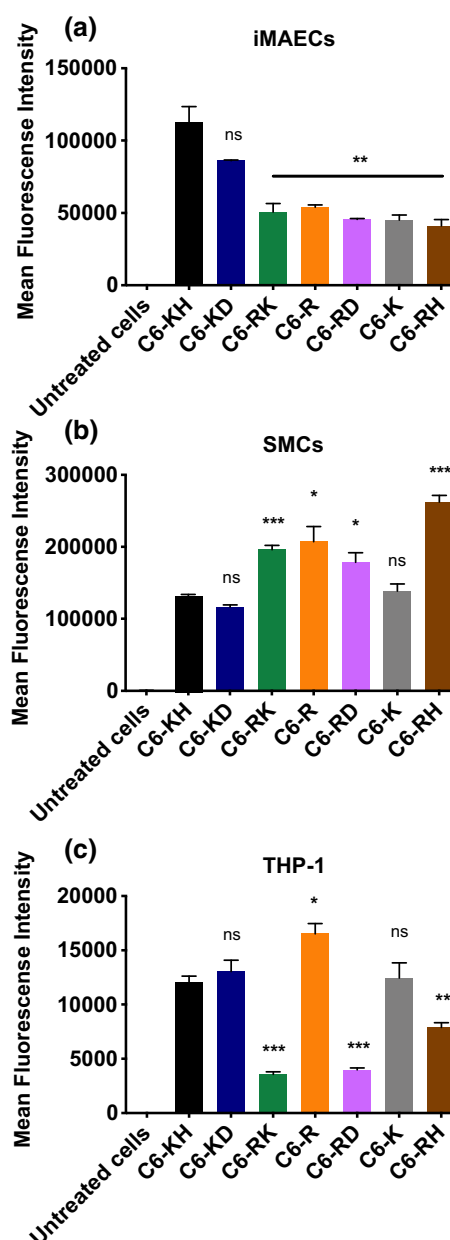 (a)
iMAECs
Mean Fluorescense Intensity
150000
100000
50000
0
ns
**
Untreated cells
C6-KH
C6-KD
C6-RK
C6-R
C6-RD
C6-K
C6-RH
(b)
SMCs
Mean Fluorescense Intensity
300000
200000
100000
0
ns
***
*
*
ns
***
Untreated cells
C6-KH
C6-KD
C6-RK
C6-R
C6-RD
C6-K
C6-RH
(c)
THP-1
Mean Fluorescense Intensity
20000
15000
10000
5000
0
ns
***
*
***
ns
**
Untreated cells
C6-KH
C6-KD
C6-RK
C6-R
C6-RD
C6-K
C6-RH